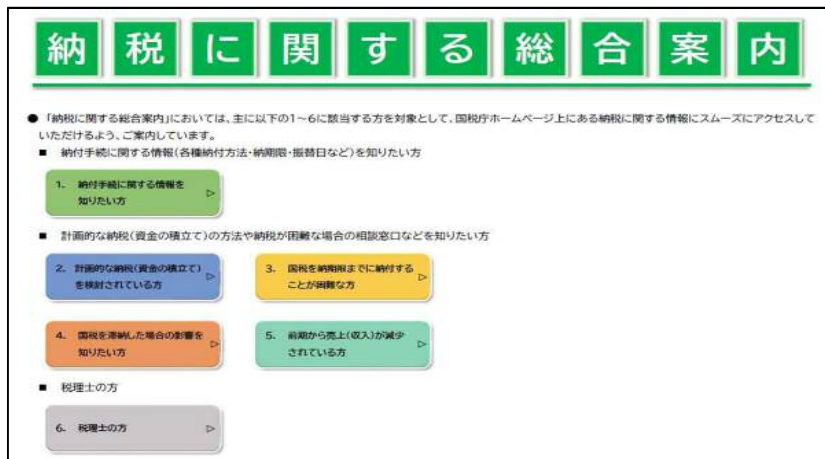 納税に関する総合案内
● 「納税に関する総合案内」においては、主に以下の1~6に該当する方を対象として、国税庁ホームページ上にある納税に関する情報にスムーズにアクセスして
いただけるよう、ご案内しています。
■ 納付手続に関する情報(各種納付方法・納期限・振替日など)を知りたい方
1. 納付手続に関する情報を
知りたい方
■ 計画的な納税(資金の積立て)の方法や納税が困難な場合の相談窓口などを知りたい方
2. 計画的な納税(資金の積立て)
を検討されている方
3. 国税を納期限までに納付する
ことが困難な方
4. 国税を滞納した場合の影響を
知りたい方
5. 前期から売上(収入)が減少
されている方
■ 税理士の方
6. 税理士の方